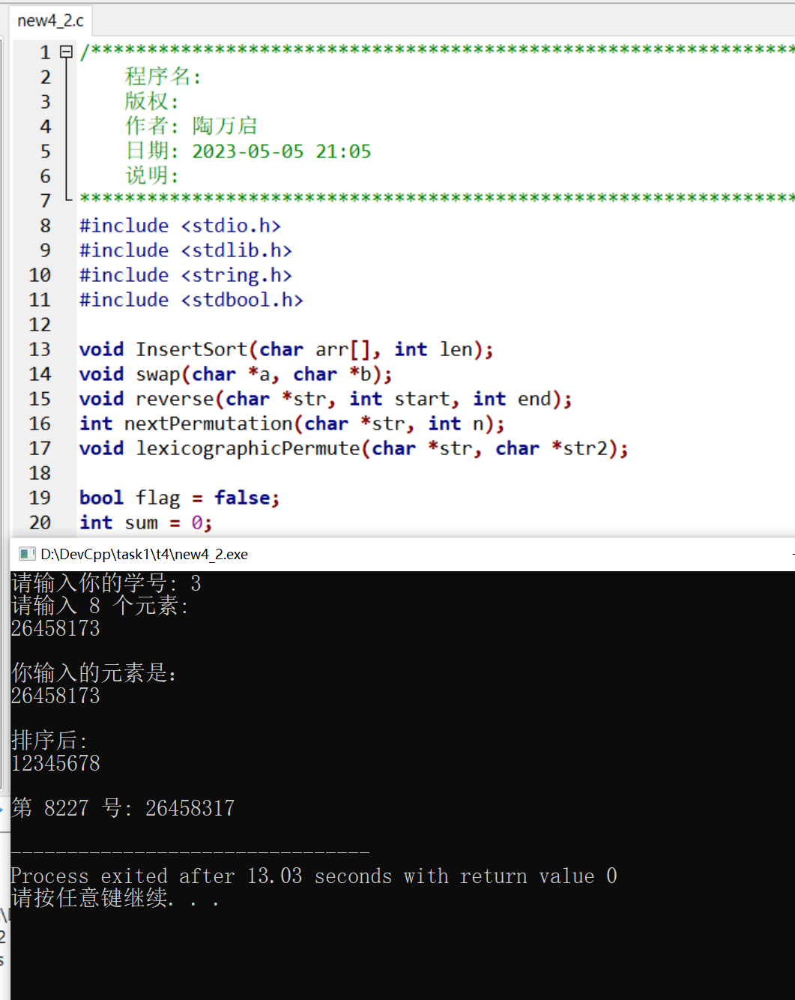 new4_2.c
1 /****************************************************************
2 程序名:
3 版权:
4 作者: 陶万启
5 日期: 2023-05-05 21:05
6 说明:
7 ****************************************************************
8 #include <stdio.h>
9 #include <stdlib.h>
10 #include <string.h>
11 #include <stdbool.h>
12
13 void InsertSort(char arr[], int len);
14 void swap(char *a, char *b);
15 void reverse(char *str, int start, int end);
16 int nextPermutation(char *str, int n);
17 void lexicographicPermute(char *str, char *str2);
18
19 bool flag = false;
20 int sum = 0;
D:\DevCpp\task1\t4\new4_2.exe
请输入你的学号: 3
请输入 8 个元素:
26458173
你输入的元素是:
26458173
排序后:
12345678
第 8227 号: 26458317
--------------------------------
Process exited after 13.03 seconds with return value 0
请按任意键继续. . .